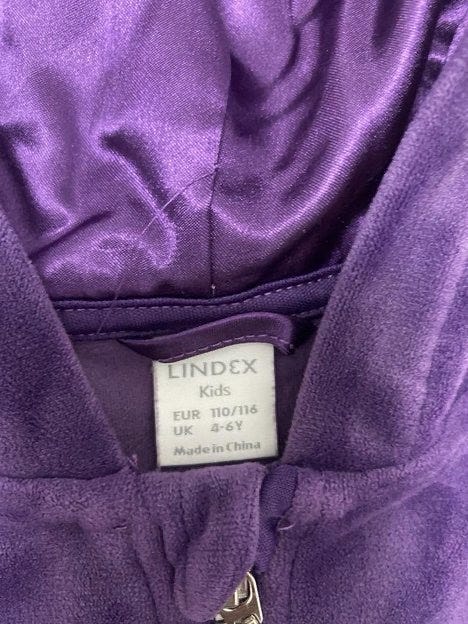 LINDEX
Kids
EUR 110/116
UK 4-6Y
Made in China